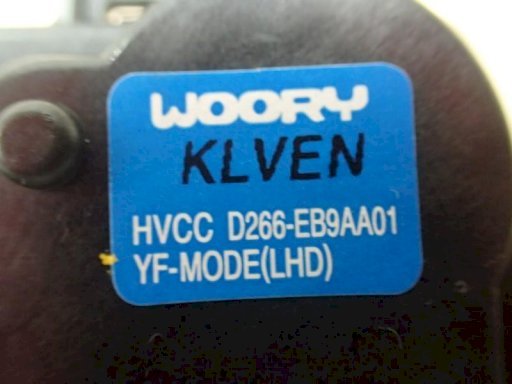 WOORY
KLVEN
HVCC D266-EB9AA01
YF-MODE(LHD)